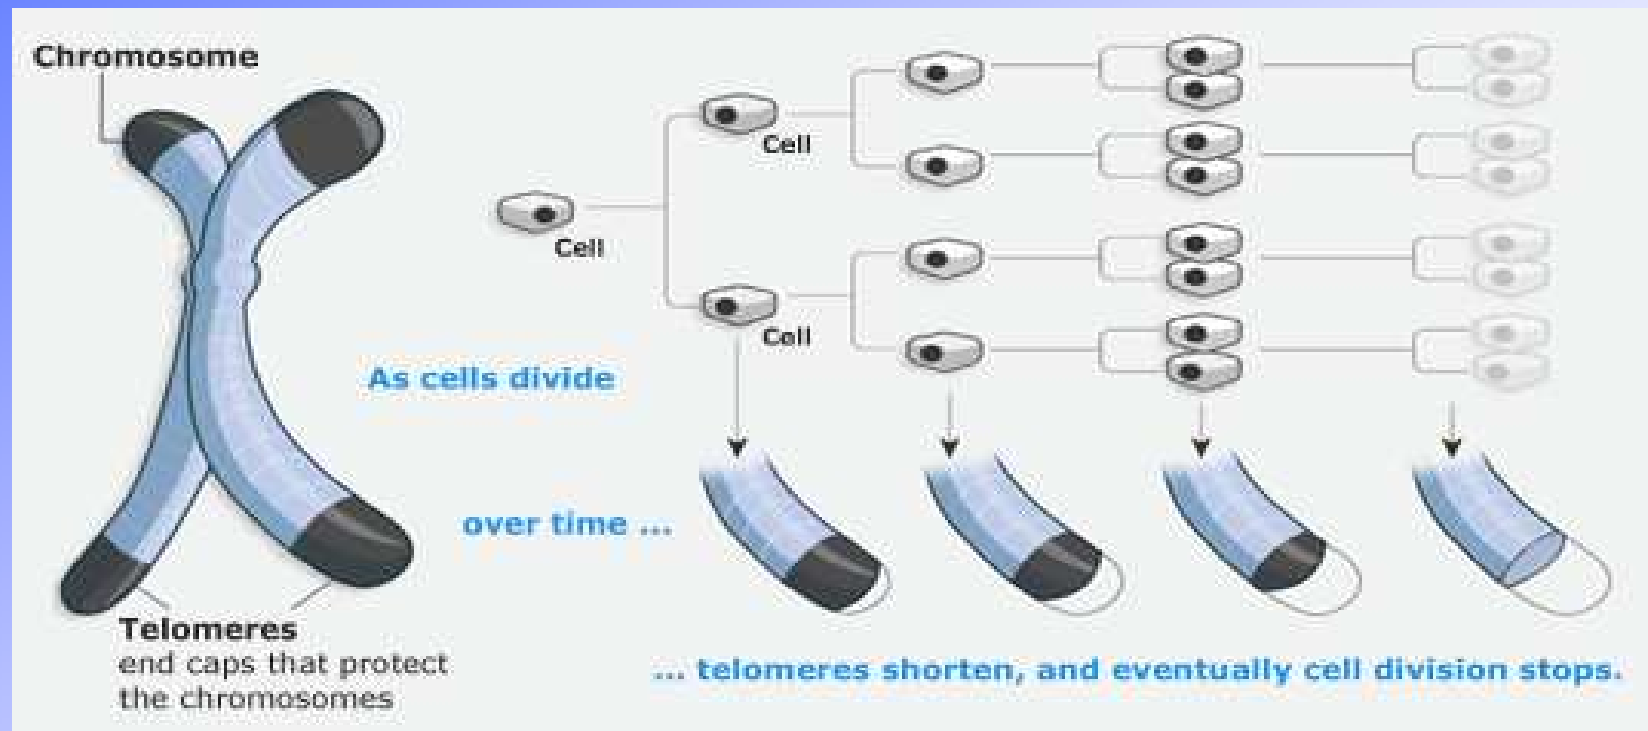 Chromosome
Cell
Cell
Cell
As cells divide
over time ...
Telomeres
end caps that protect
the chromosomes
... telomeres shorten, and eventually cell division stops.